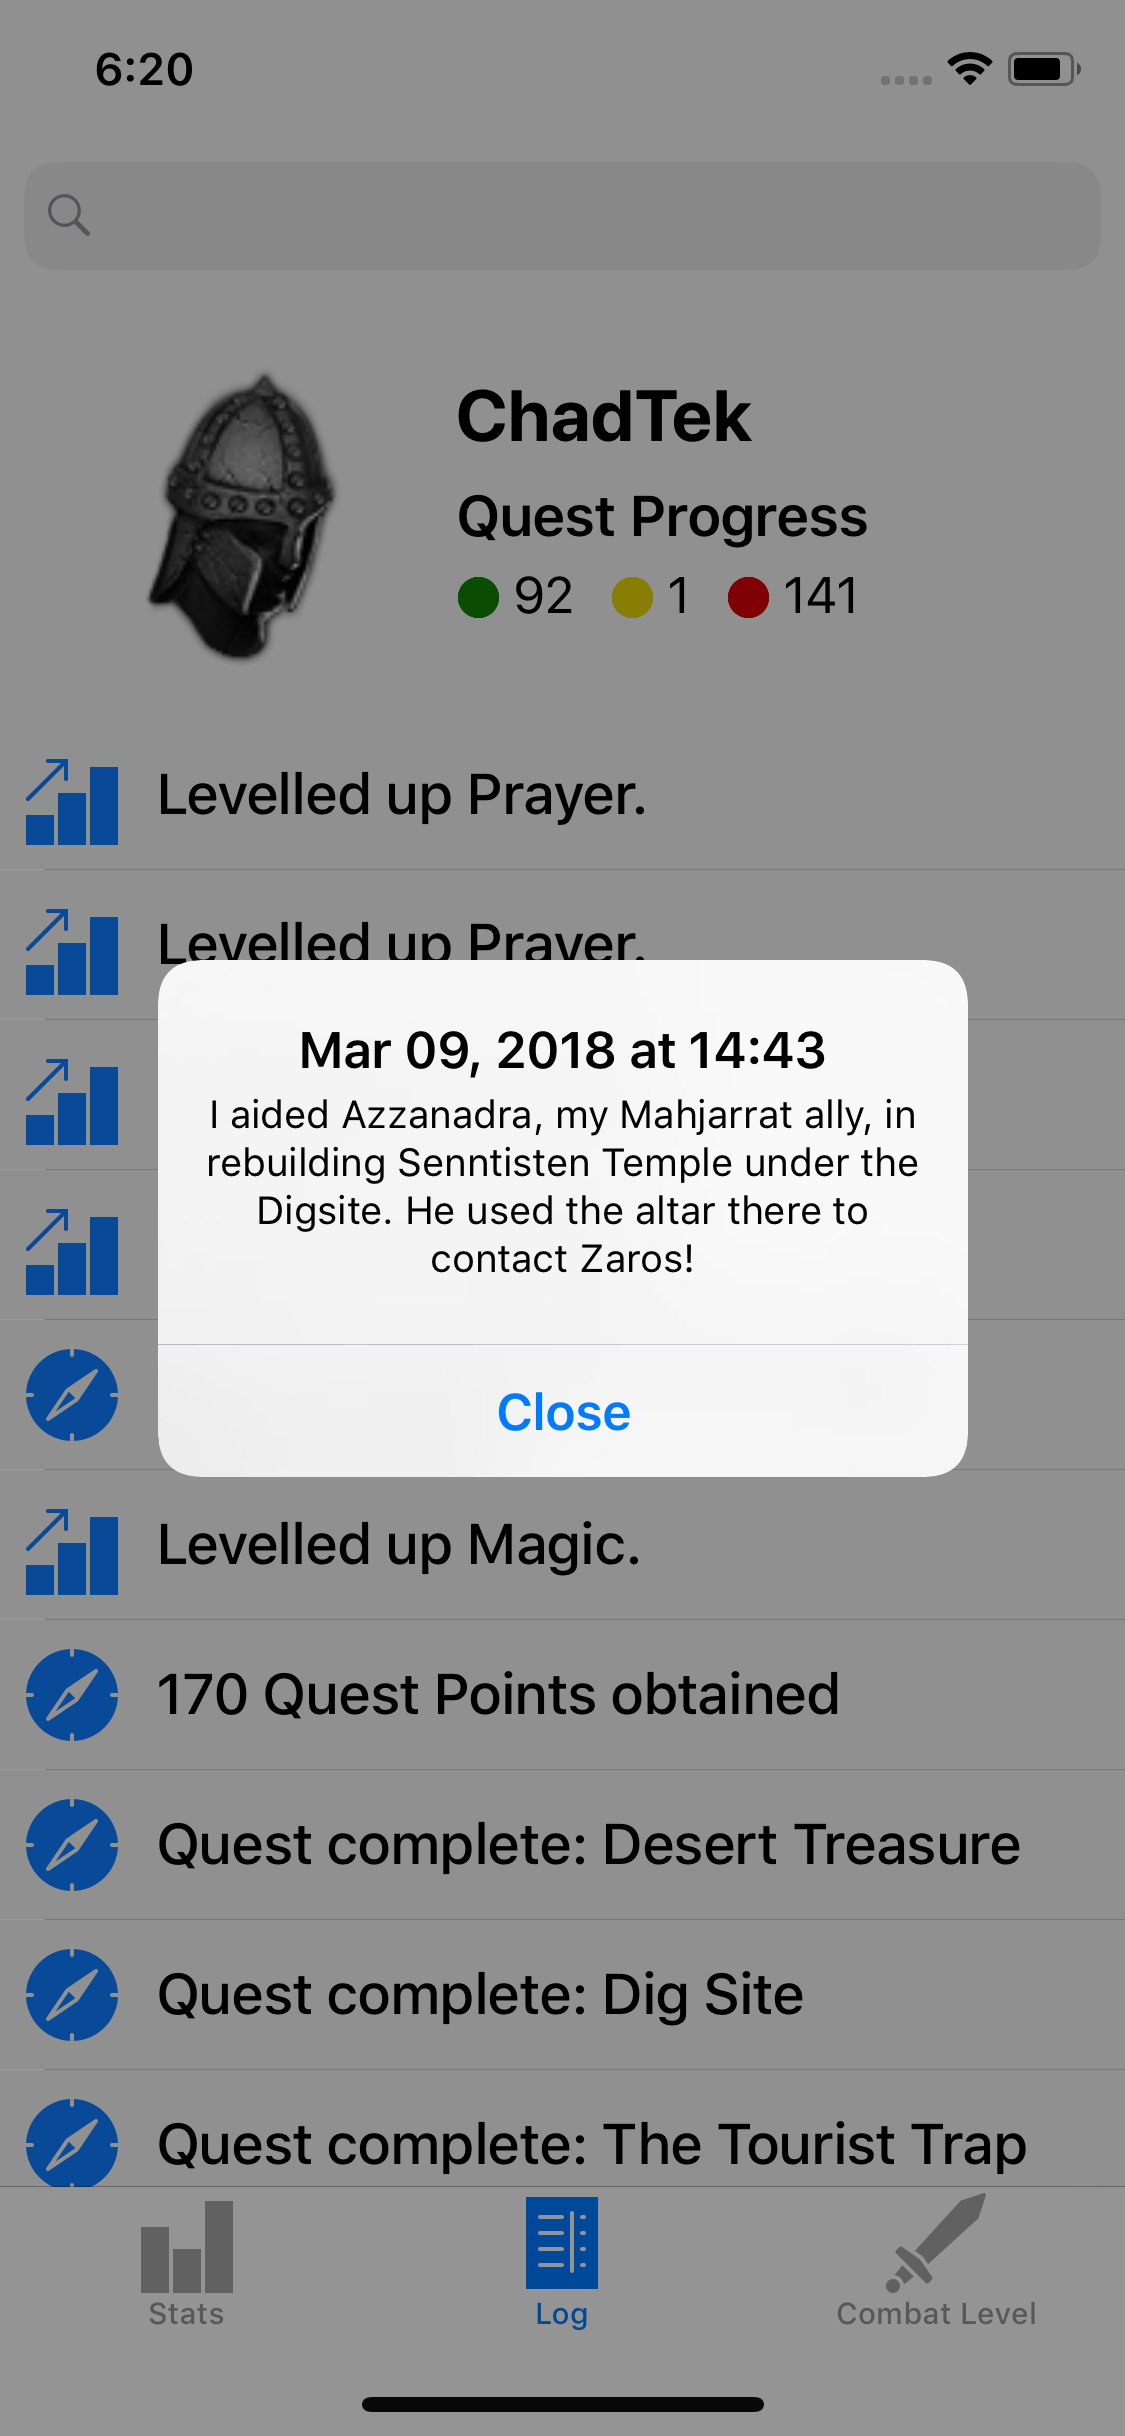 6:20
ChadTek
Quest Progress
92 1 141
Levelled up Prayer.
Levelled up Prayer.
Mar 09, 2018 at 14:43
I aided Azzanadra, my Mahjarrat ally, in
rebuilding Senntisten Temple under the
Digsite. He used the altar there to
contact Zaros!
Close
Levelled up Magic.
170 Quest Points obtained
Quest complete: Desert Treasure
Quest complete: Dig Site
Quest complete: The Tourist Trap
Stats
Log
Combat Level